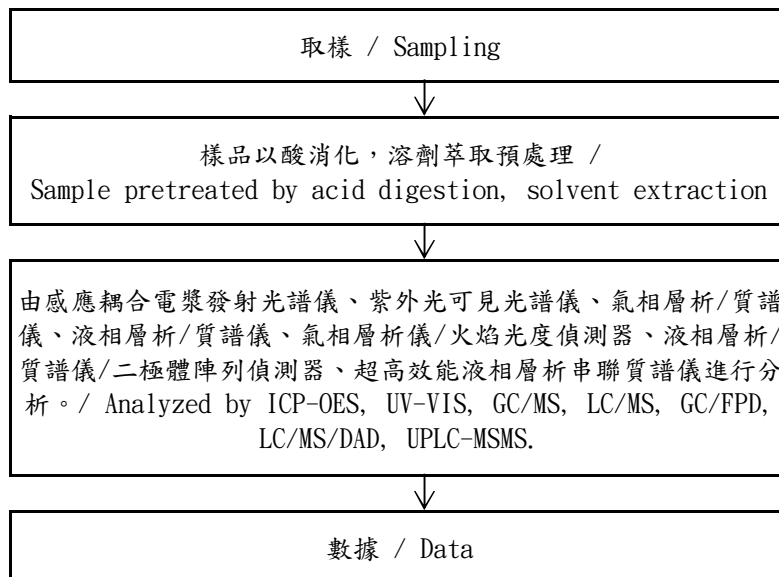 取樣 / Sampling
樣品以酸消化，溶劑萃取預處理 /
Sample pretreated by acid digestion, solvent extraction
由感應耦合電漿發射光譜儀、紫外光可見光譜儀、氣相層析/質譜
儀、液相層析/質譜儀、氣相層析儀/火焰光度偵測器、液相層析/
質譜儀/二極體陣列偵測器、超高效能液相層析串聯質譜儀進行分
析。/ Analyzed by ICP-OES, UV-VIS, GC/MS, LC/MS, GC/FPD,
LC/MS/DAD, UPLC-MSMS.
數據 / Data